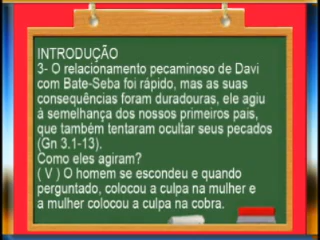 INTRODUÇÃO
3- O relacionamento pecaminoso de Davi
com Bate-Seba foi rápido, mas as suas
consequências foram duradouras, ele agiu
à semelhança dos nossos primeiros pais,
que também tentaram ocultar seus pecados
(Gn 3.1-13).
Como eles agiram?
( V ) O homem se escondeu e quando
perguntado, colocou a culpa na mulher e
a mulher colocou a culpa na cobra.